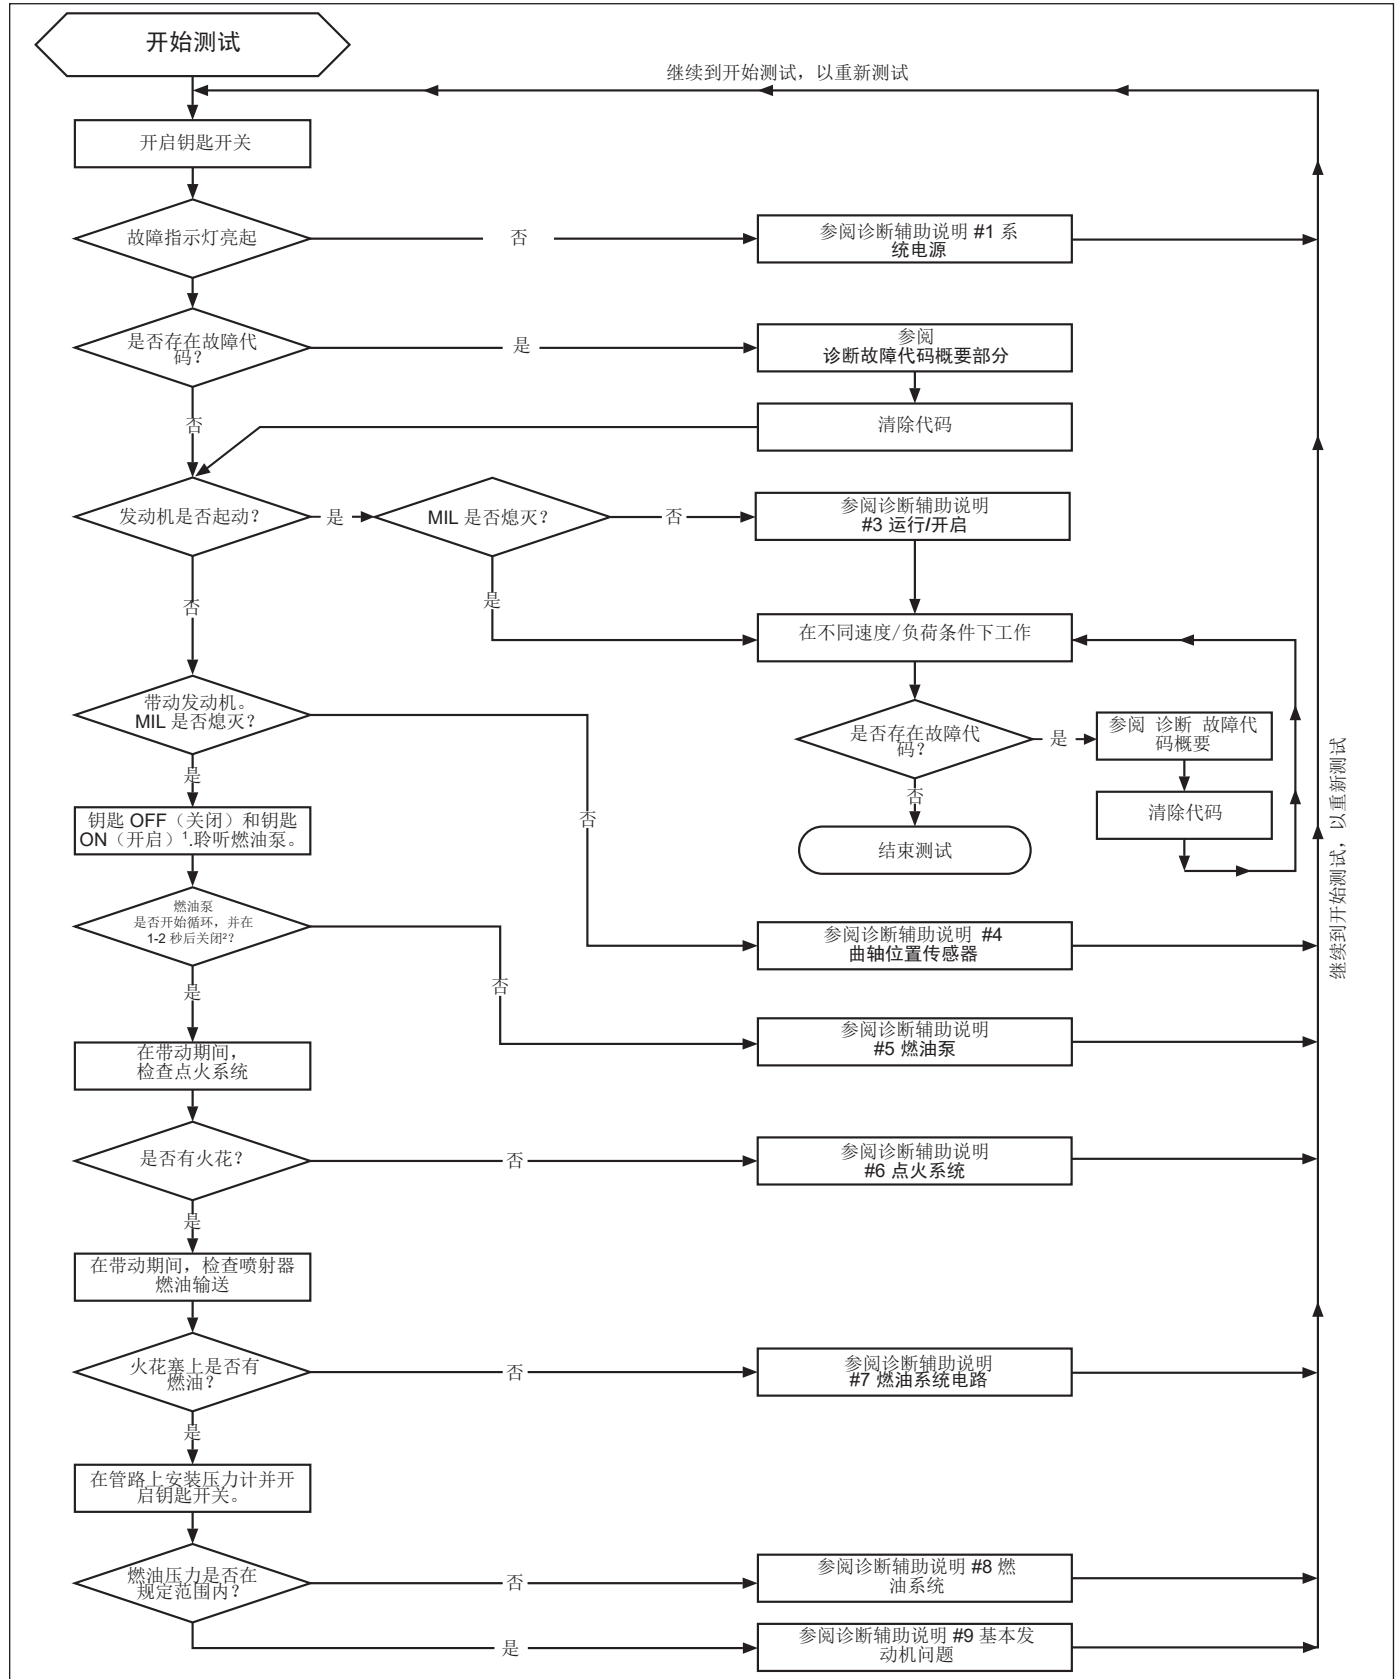 开始测试
继续到开始测试，以重新测试
开启钥匙开关
故障指示灯亮起
否
参阅诊断辅助说明 #1 系
统电源
是否存在故障代
码？
是
参阅
诊断故障代码概要部分
否
清除代码
发动机是否起动？
是
MIL 是否熄灭？
否
参阅诊断辅助说明
#3 运行/开启
否
是
在不同速度/负荷条件下工作
带动发动机。
MIL 是否熄灭？
是否存在故障代
码？
是
参阅 诊断 故障代
码概要
继续到开始测试，以重新测试
是
否
否
清除代码
钥匙 OFF（关闭）和钥匙
ON（开启）¹.聆听燃油泵。
结束测试
燃油泵
是否开始循环，并在
1-2 秒后关闭²？
参阅诊断辅助说明 #4
曲轴位置传感器
是
否
在带动期间，
检查点火系统
参阅诊断辅助说明
#5 燃油泵
是否有火花？
否
参阅诊断辅助说明
#6 点火系统
是
在带动期间，检查喷射器
燃油输送
火花塞上是否有
燃油？
否
参阅诊断辅助说明
#7 燃油系统电路
是
在管路上安装压力计并开
启钥匙开关。
燃油压力是否在
规定范围内？
否
参阅诊断辅助说明 #8 燃
油系统
是
参阅诊断辅助说明 #9 基本发
动机问题